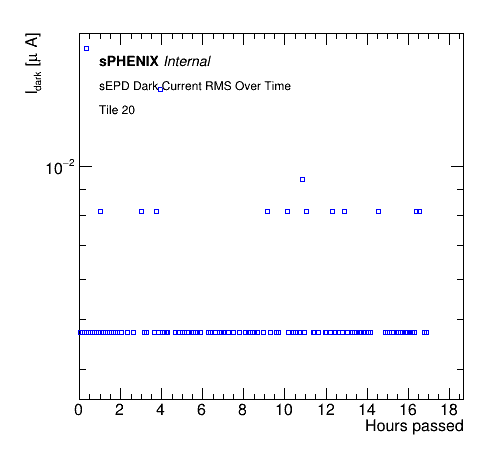 I_dark [μ A]
sPHENIX Internal
sEPD Dark Current RMS Over Time
Tile 20
10⁻²
0 2 4 6 8 10 12 14 16 18
Hours passed